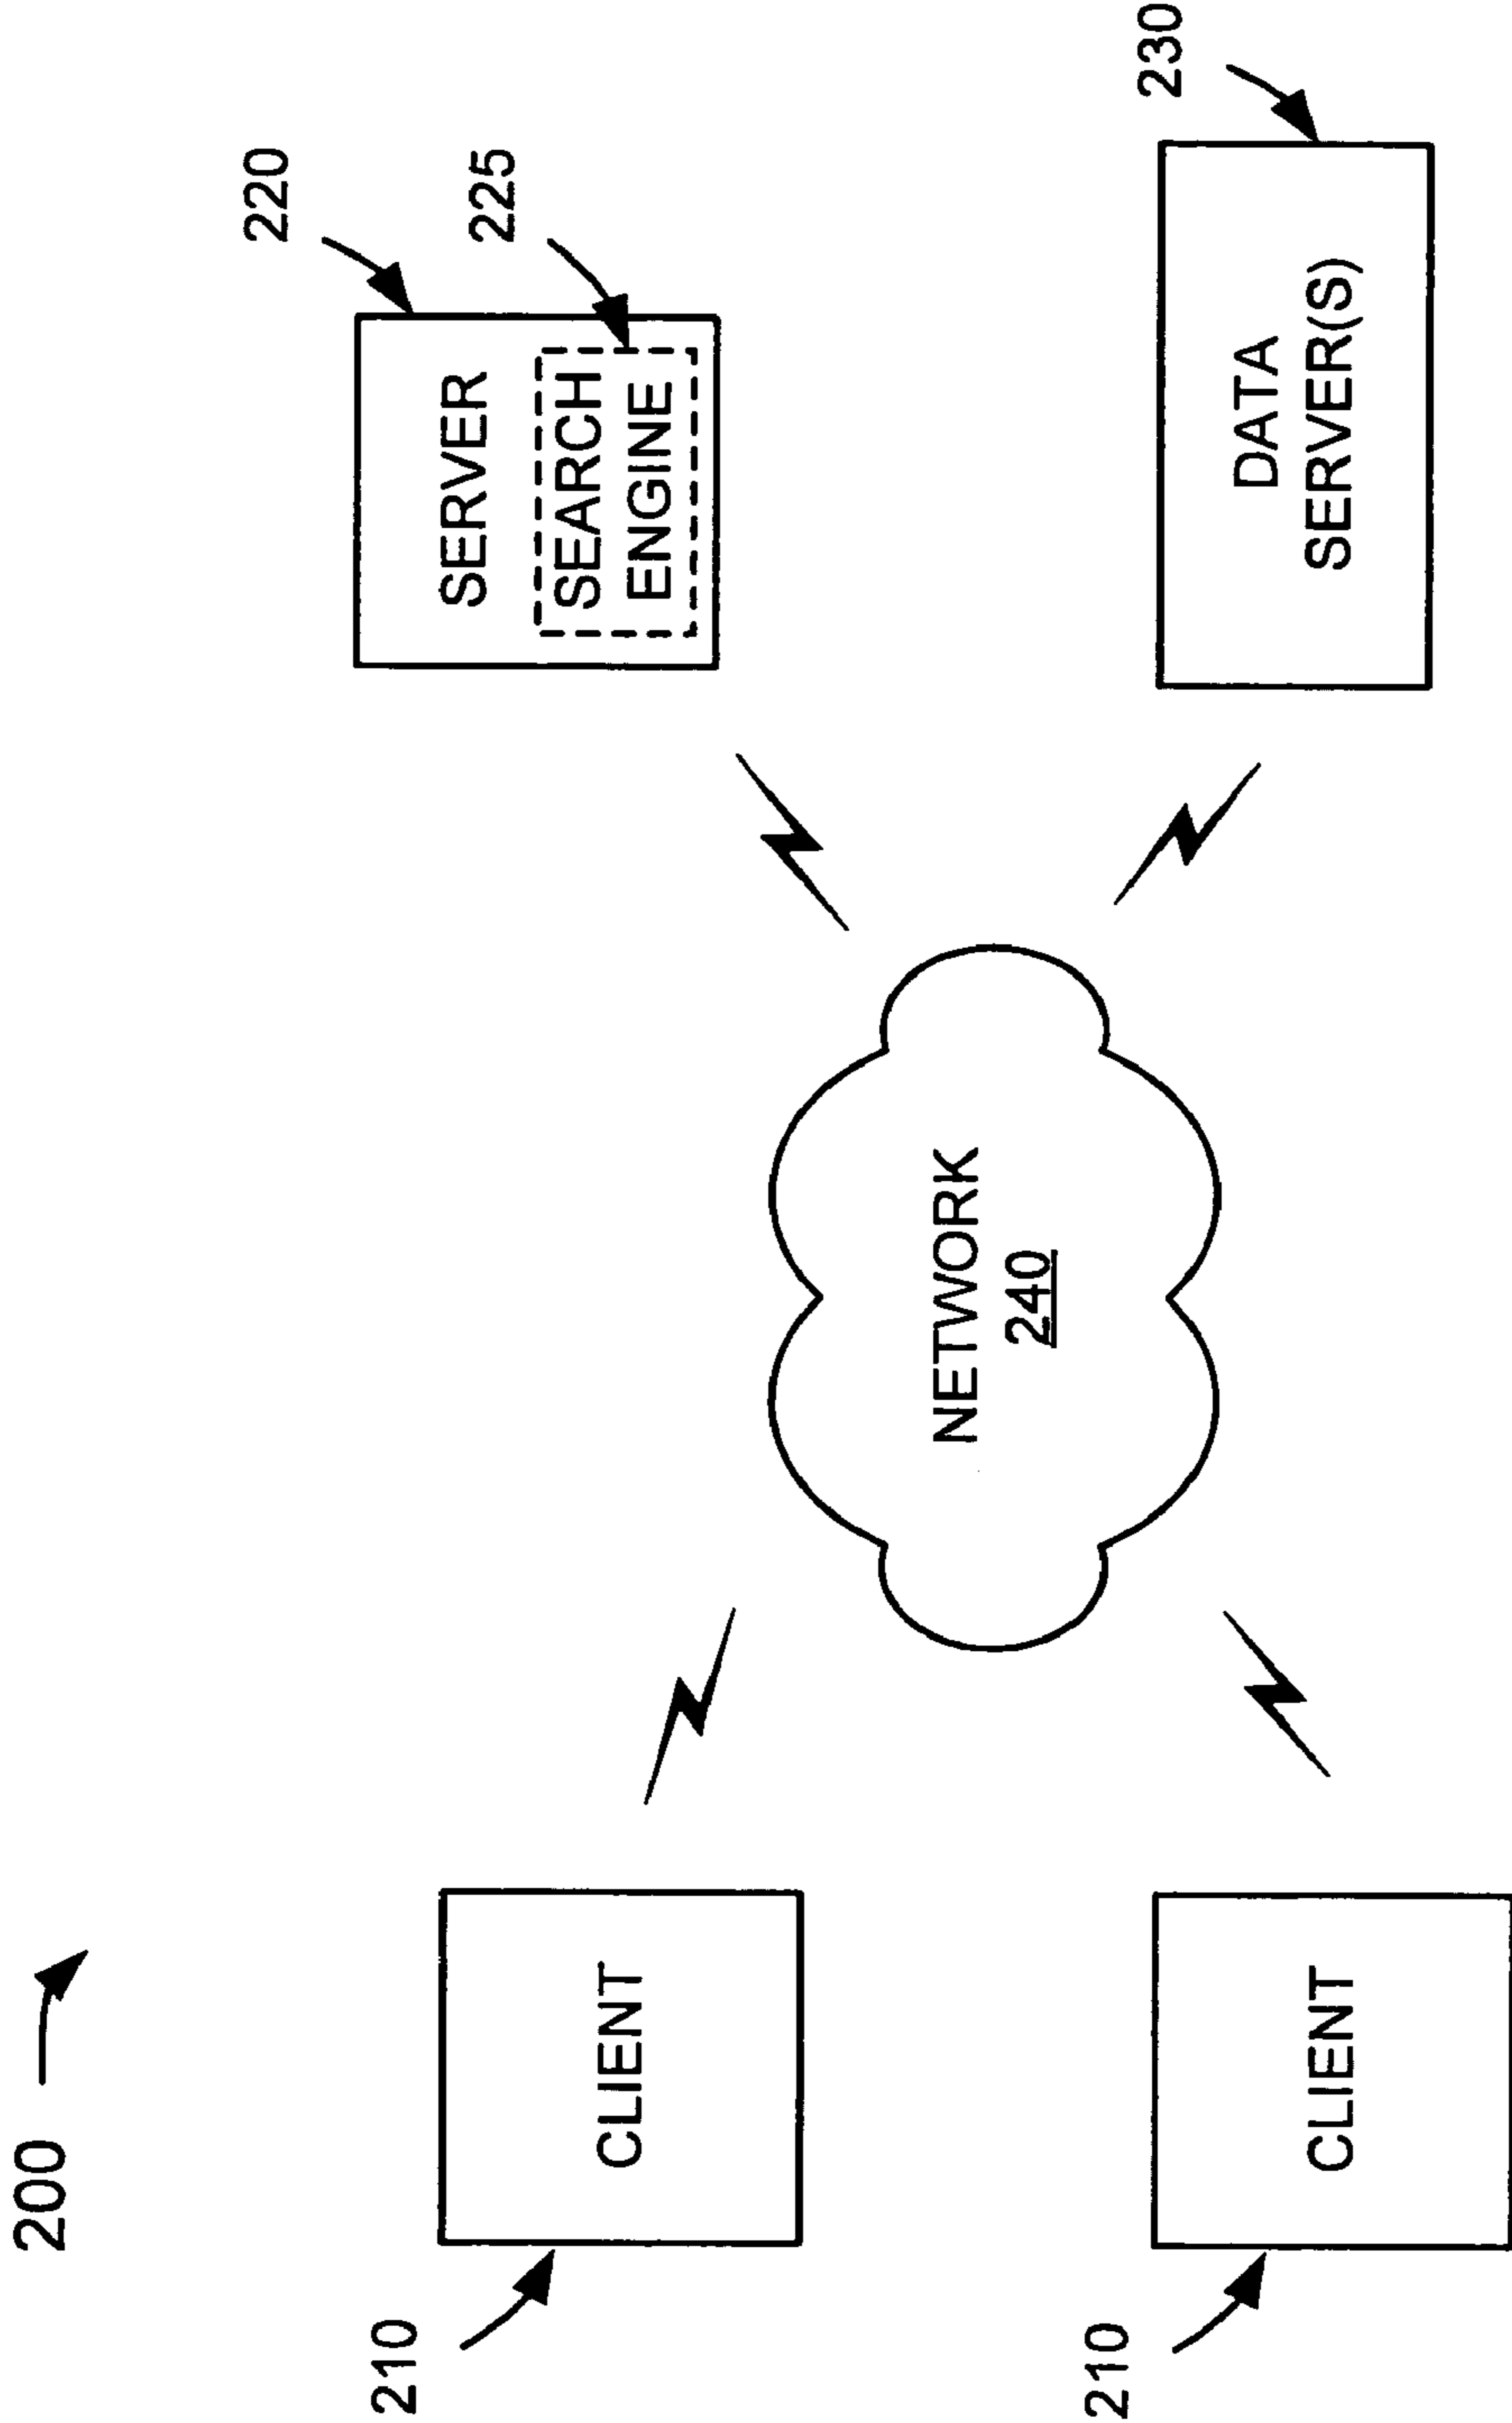 200
210
CLIENT
210
CLIENT
NETWORK
240
220
SERVER
225
SEARCH
ENGINE
230
DATA
SERVER(S)